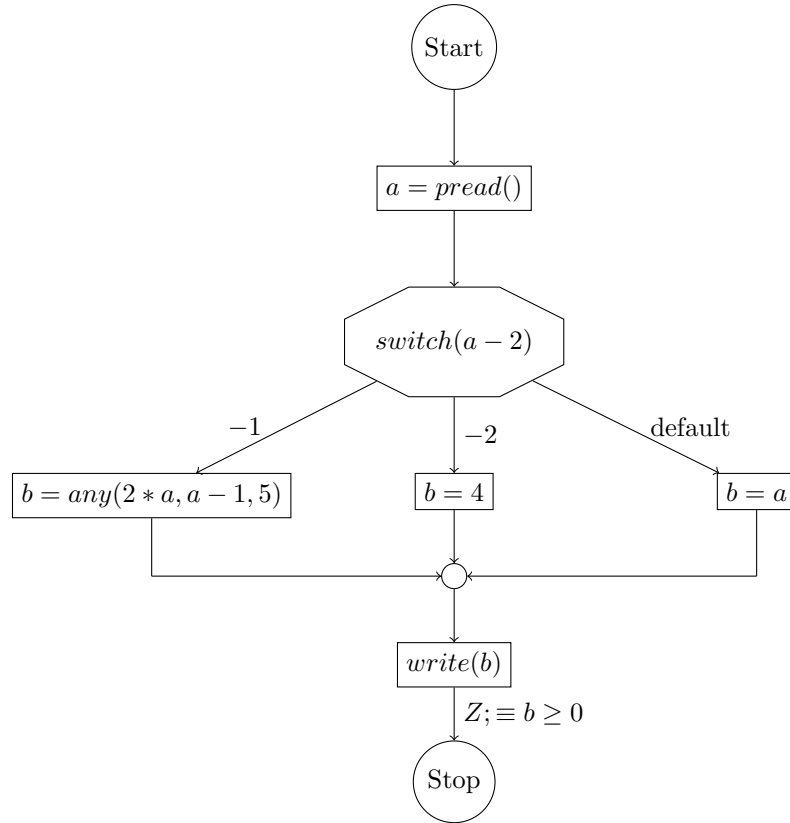 Start
a = pread()
switch(a − 2)
−1
−2
default
b = any(2 ∗ a, a − 1, 5)
b = 4
b = a
write(b)
Z; ≡ b ≥ 0
Stop